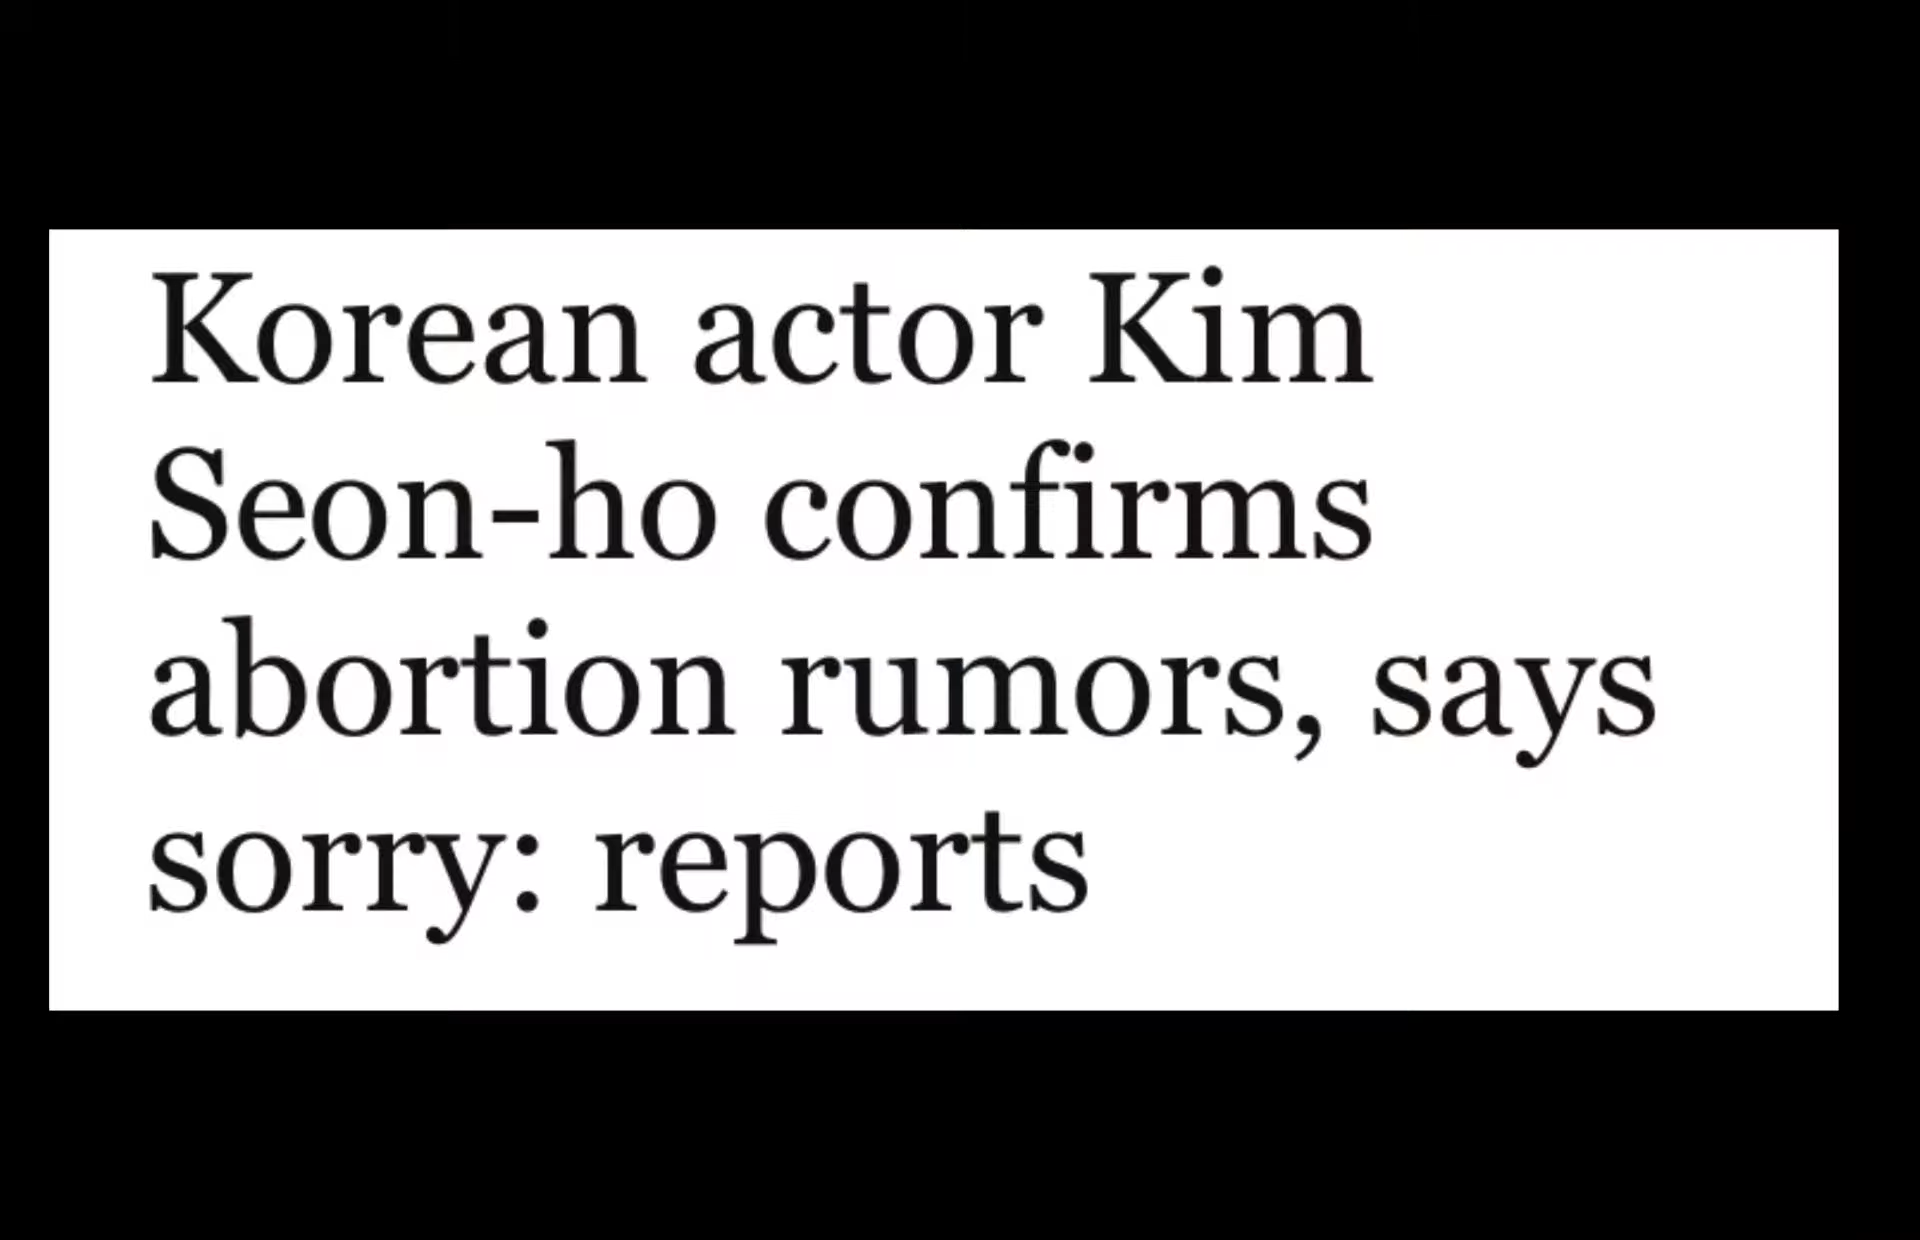 Korean actor Kim
Seon-ho confirms
abortion rumors, says
sorry: reports